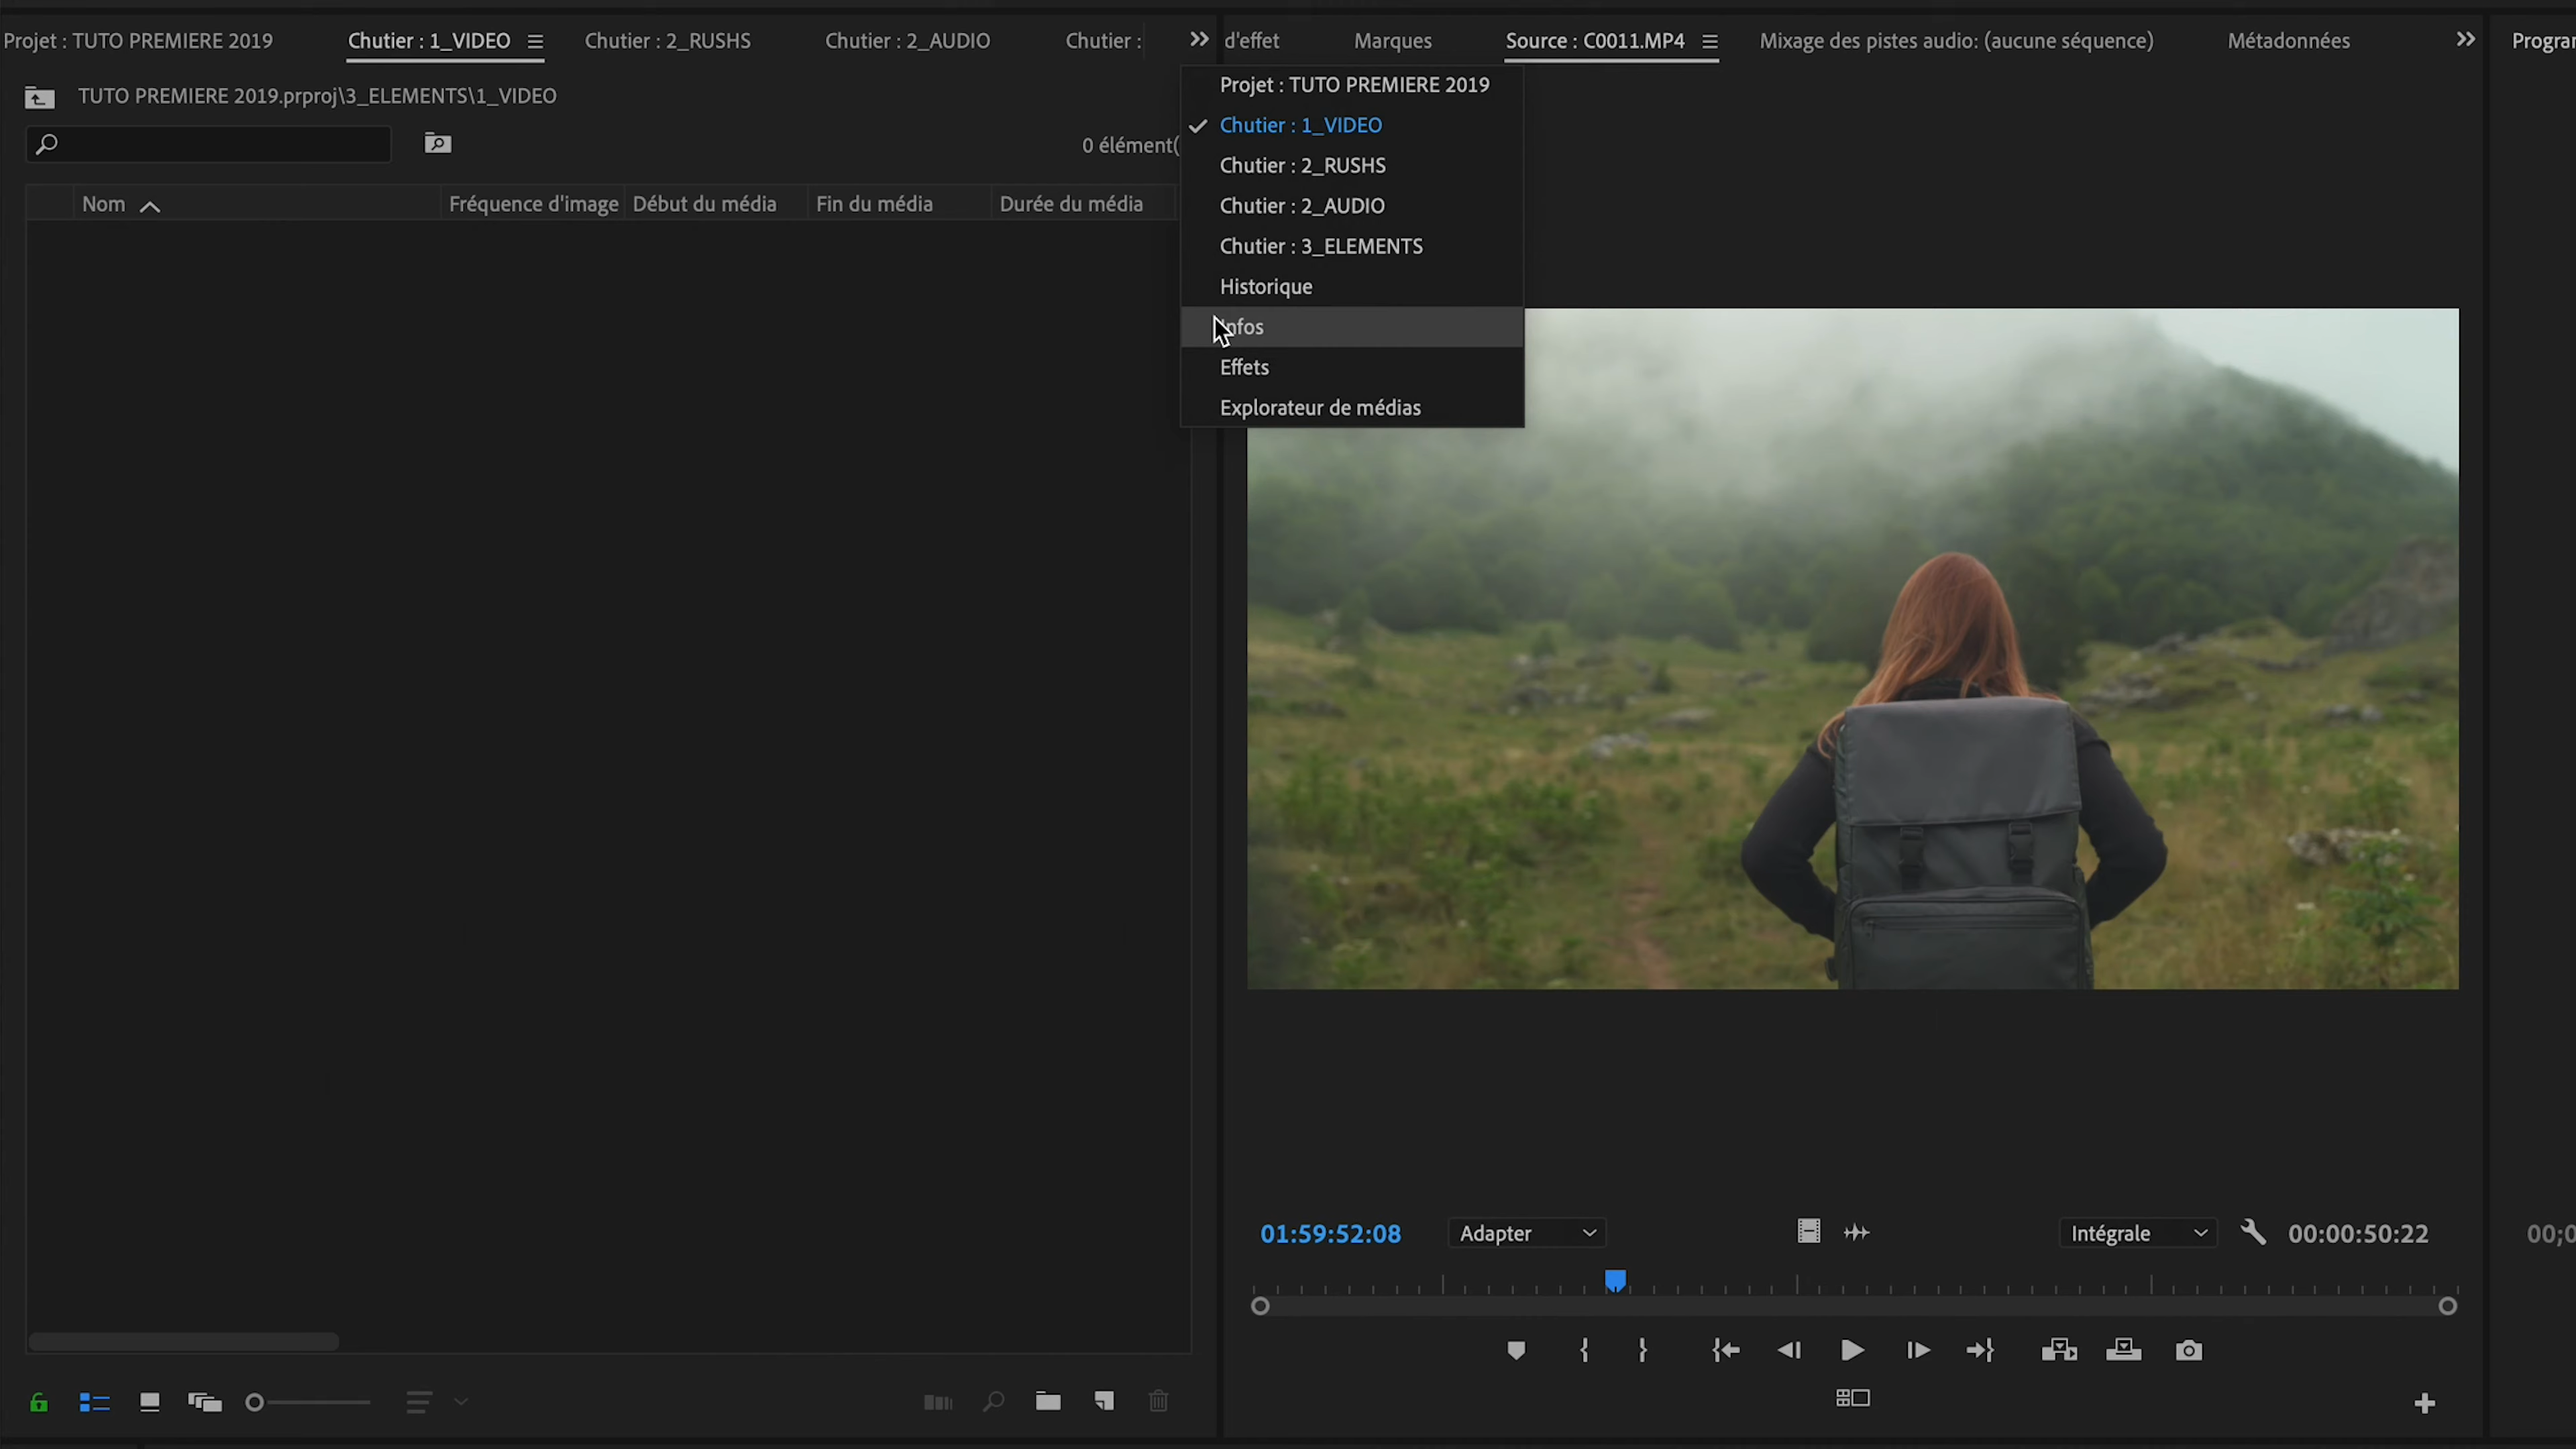 Projet : TUTO PREMIERE 2019 Chutier : 1_VIDEO Chutier : 2_RUSHS Chutier : 2_AUDIO Chutier :
d'effet Marques Source : C0011.MP4 Mixage des pistes audio: (aucune séquence) Métadonnées
TUTO PREMIERE 2019.prproj\3_ELEMENTS\1_VIDEO
0 élément(
Nom Fréquence d'image Début du média Fin du média Durée du média
Projet : TUTO PREMIERE 2019
Chutier : 1_VIDEO
Chutier : 2_RUSHS
Chutier : 2_AUDIO
Chutier : 3_ELEMENTS
Historique
Infos
Effets
Explorateur de médias
01:59:52:08 Adapter Intégrale 00:00:50:22